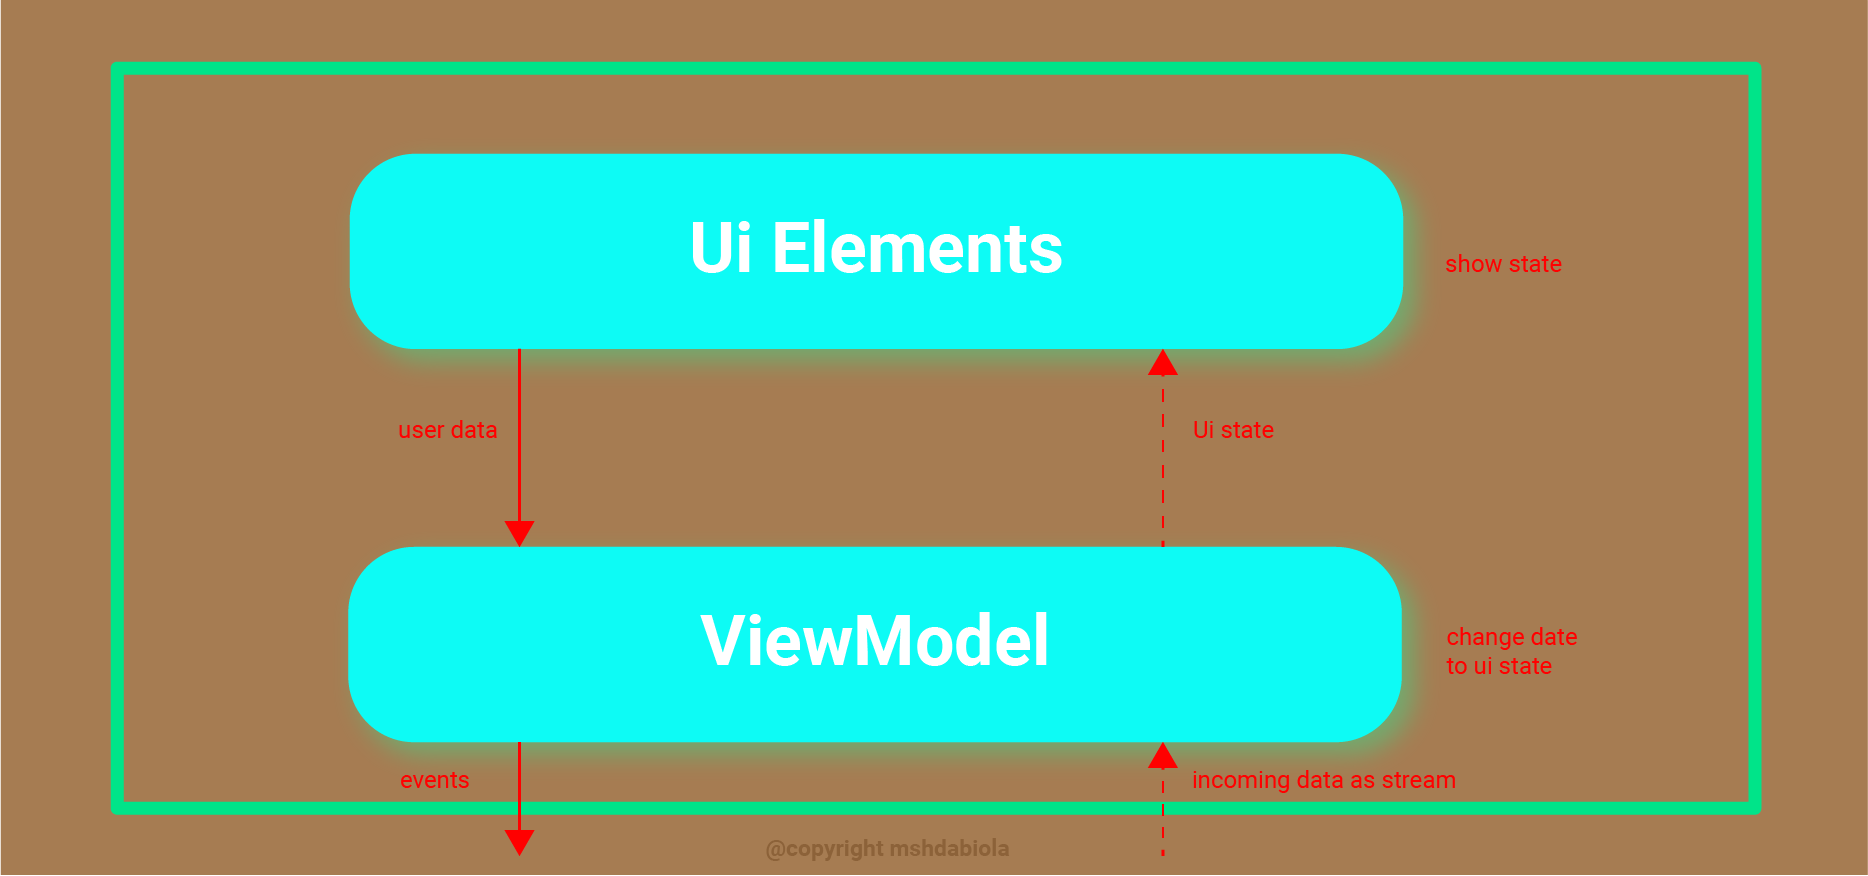 Ui Elements
show state
user data
Ui state
ViewModel
change date
to ui state
events
incoming data as stream
@copyright mshdabiola